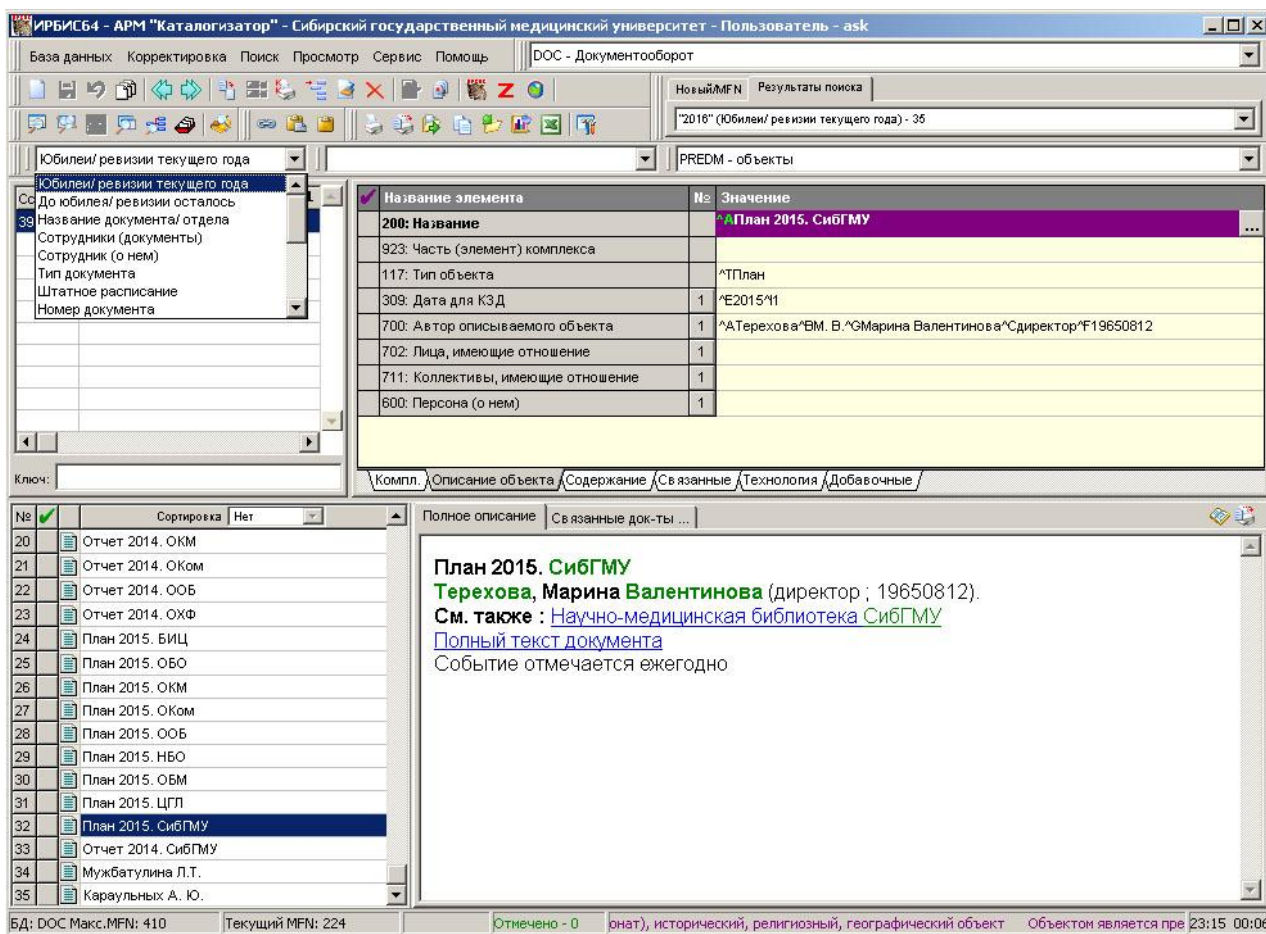 ИРБИС64 - АРМ "Каталогизатор" - Сибирский государственный медицинский университет - Пользователь - ask
База данных Корректировка Поиск Просмотр Сервис Помощь
DOC - Документооборот
Новый/MFN Результаты поиска
"2016" (Юбилеи/ ревизии текущего года) - 35
Юбилеи/ ревизии текущего года
PREDM - объекты
Юбилеи/ ревизии текущего года
До юбилея/ ревизии осталось
Название документа/ отдела
Сотрудники (документы)
Сотрудник (о нем)
Тип документа
Штатное расписание
Номер документа
39
Ключ:
Название элемента № Значение
200: Название ^AПлан 2015. СибГМУ ...
923: Часть (элемент) комплекса
117: Тип объекта ^TПлан
309: Дата для КЗД 1 ^E2015^I1
700: Автор описываемого объекта 1 ^AТерехова^BМ. В.^GМарина Валентинова^Cдиректор^F19650812
702: Лица, имеющие отношение 1
711: Коллективы, имеющие отношение 1
600: Персона (о нем) 1
Компл. Описание объекта Содержание Связанные Технология Добавочные
№ Сортировка Нет
20 Отчет 2014. ОКМ
21 Отчет 2014. ОКом
22 Отчет 2014. ООБ
23 Отчет 2014. ОХФ
24 План 2015. БИЦ
25 План 2015. ОБО
26 План 2015. ОКМ
27 План 2015. ОКом
28 План 2015. ООБ
29 План 2015. НБО
30 План 2015. ОБМ
31 План 2015. ЦГЛ
32 План 2015. СибГМУ
33 Отчет 2014. СибГМУ
34 Мужбатулина Л.Т.
35 Караульных А. Ю.
Полное описание Связанные док-ты ...
План 2015. СибГМУ
Терехова, Марина Валентинова (директор ; 19650812).
См. также : Научно-медицинская библиотека СибГМУ
Полный текст документа
Событие отмечается ежегодно
БД: DOC Макс.MFN: 410 Текущий MFN: 224 Отмечено - 0 онат), исторический, религиозный, географический объект Объектом является пре 23:15 00:06